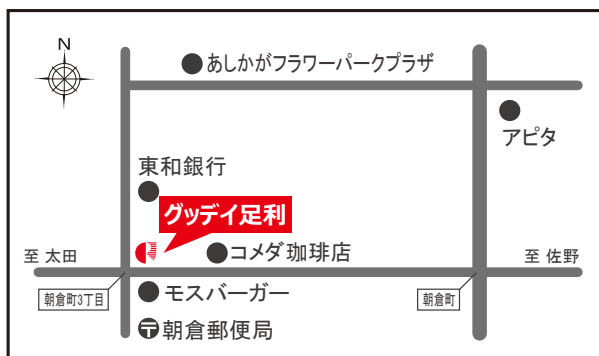 N
あしかがフラワーパークプラザ
アピタ
東和銀行
グッデイ足利
至 太田
コメダ珈琲店
至 佐野
朝倉町3丁目
モスバーガー
朝倉町
〒朝倉郵便局